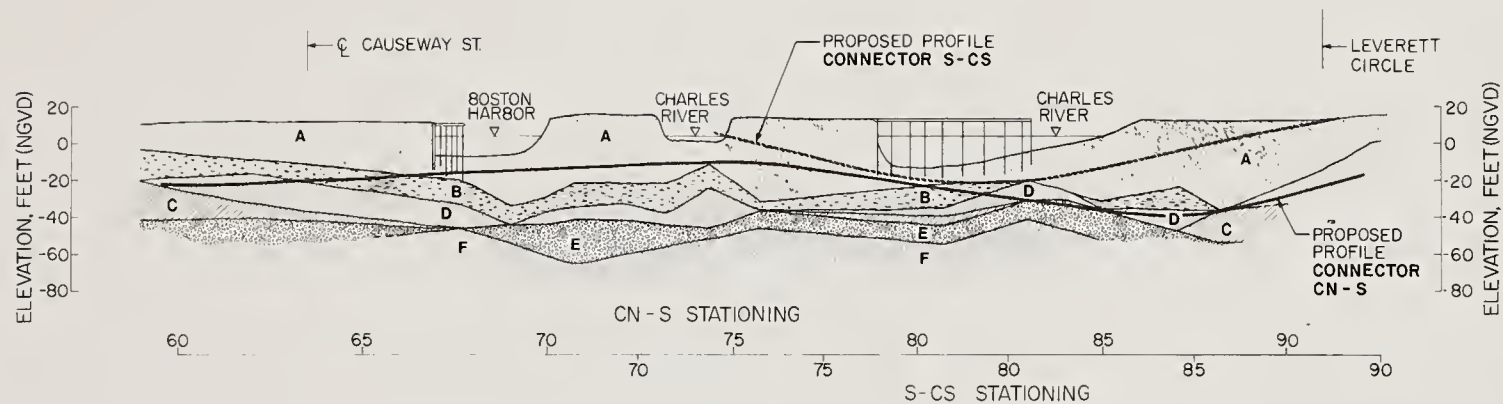 ℄ CAUSEWAY ST.
PROPOSED PROFILE
CONNECTOR S-CS
LEVERETT
CIRCLE
ELEVATION, FEET (NGVD)
20
0
-20
-40
-60
-80
BOSTON
HARBOR
CHARLES
RIVER
CHARLES
RIVER
A
A
A
B
B
C
C
D
D
D
E
E
F
F
20
0
-20
-40
-60
-80
ELEVATION, FEET (NGVD)
PROPOSED
PROFILE
CONNECTOR
CN-S
CN-S STATIONING
60 65 70 75 80 85 90
70 75 80 85 90
S-CS STATIONING